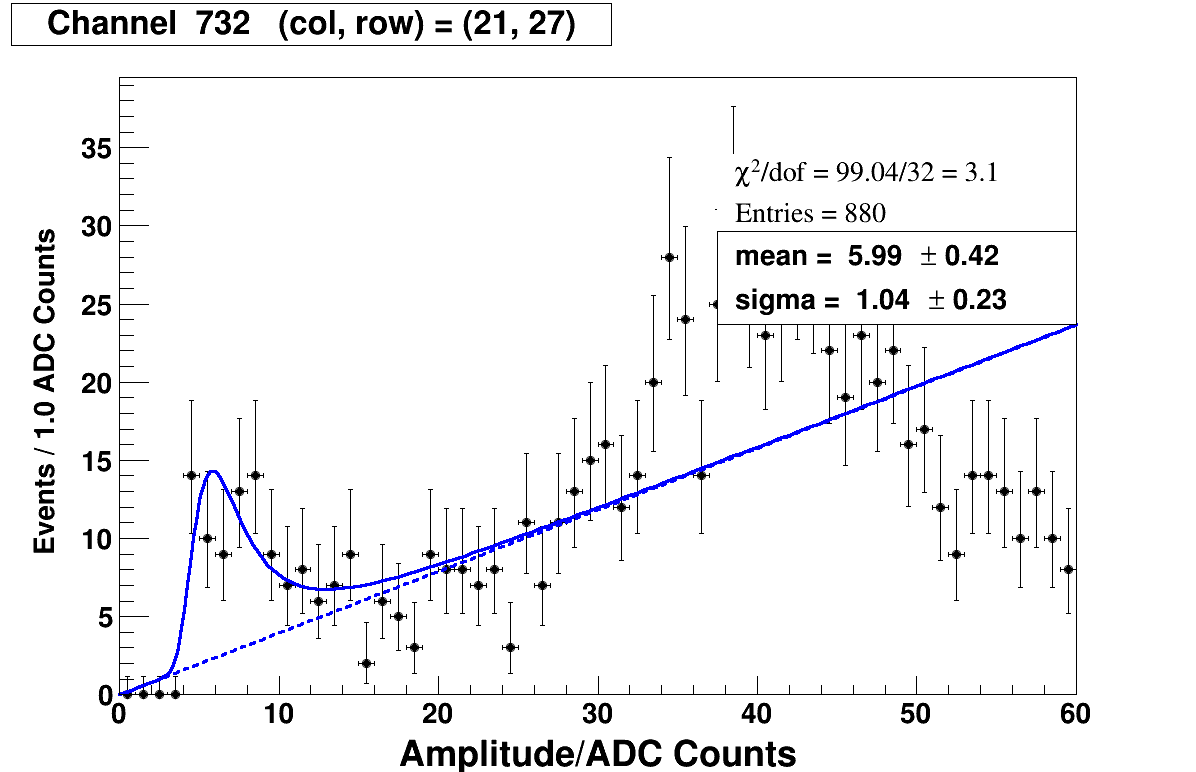 Channel 732 (col, row) = (21, 27)
χ²/dof = 99.04/32 = 3.1
Entries = 880
mean = 5.99 ± 0.42
sigma = 1.04 ± 0.23
Events / 1.0 ADC Counts
35
30
25
20
15
10
5
0
0 10 20 30 40 50 60
Amplitude/ADC Counts